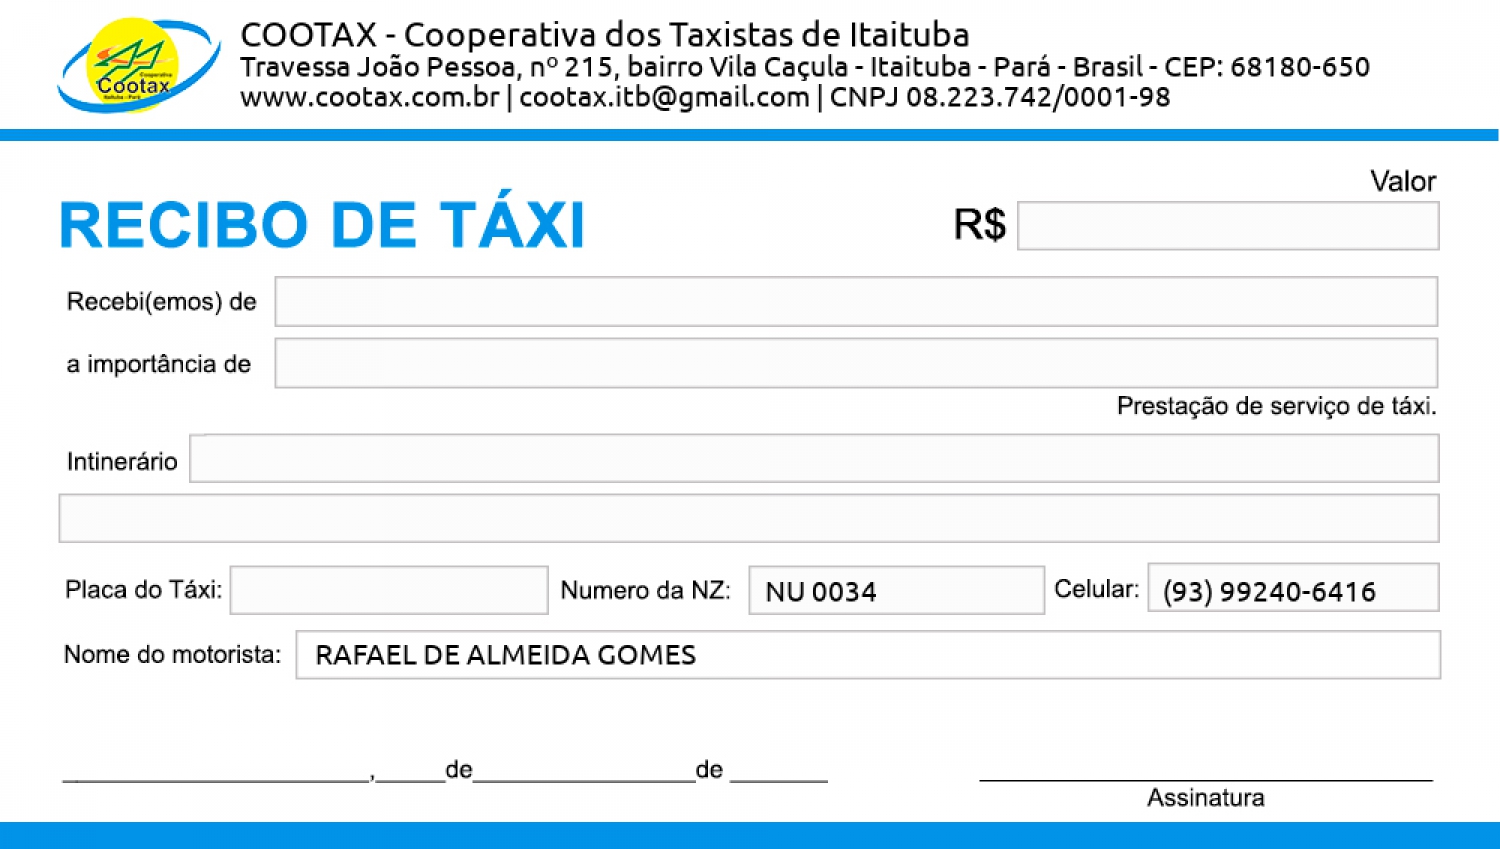 Cooperativa
Cootax
Itaituba - Pará
COOTAX - Cooperativa dos Taxistas de Itaituba
Travessa João Pessoa, nº 215, bairro Vila Caçula - Itaituba - Pará - Brasil - CEP: 68180-650
www.cootax.com.br | cootax.itb@gmail.com | CNPJ 08.223.742/0001-98
Valor
RECIBO DE TÁXI R$
Recebi(emos) de
a importância de
Prestação de serviço de táxi.
Intinerário
Placa do Táxi: Numero da NZ: NU 0034 Celular: (93) 99240-6416
Nome do motorista: RAFAEL DE ALMEIDA GOMES
______________________,_____de________________de _______
Assinatura